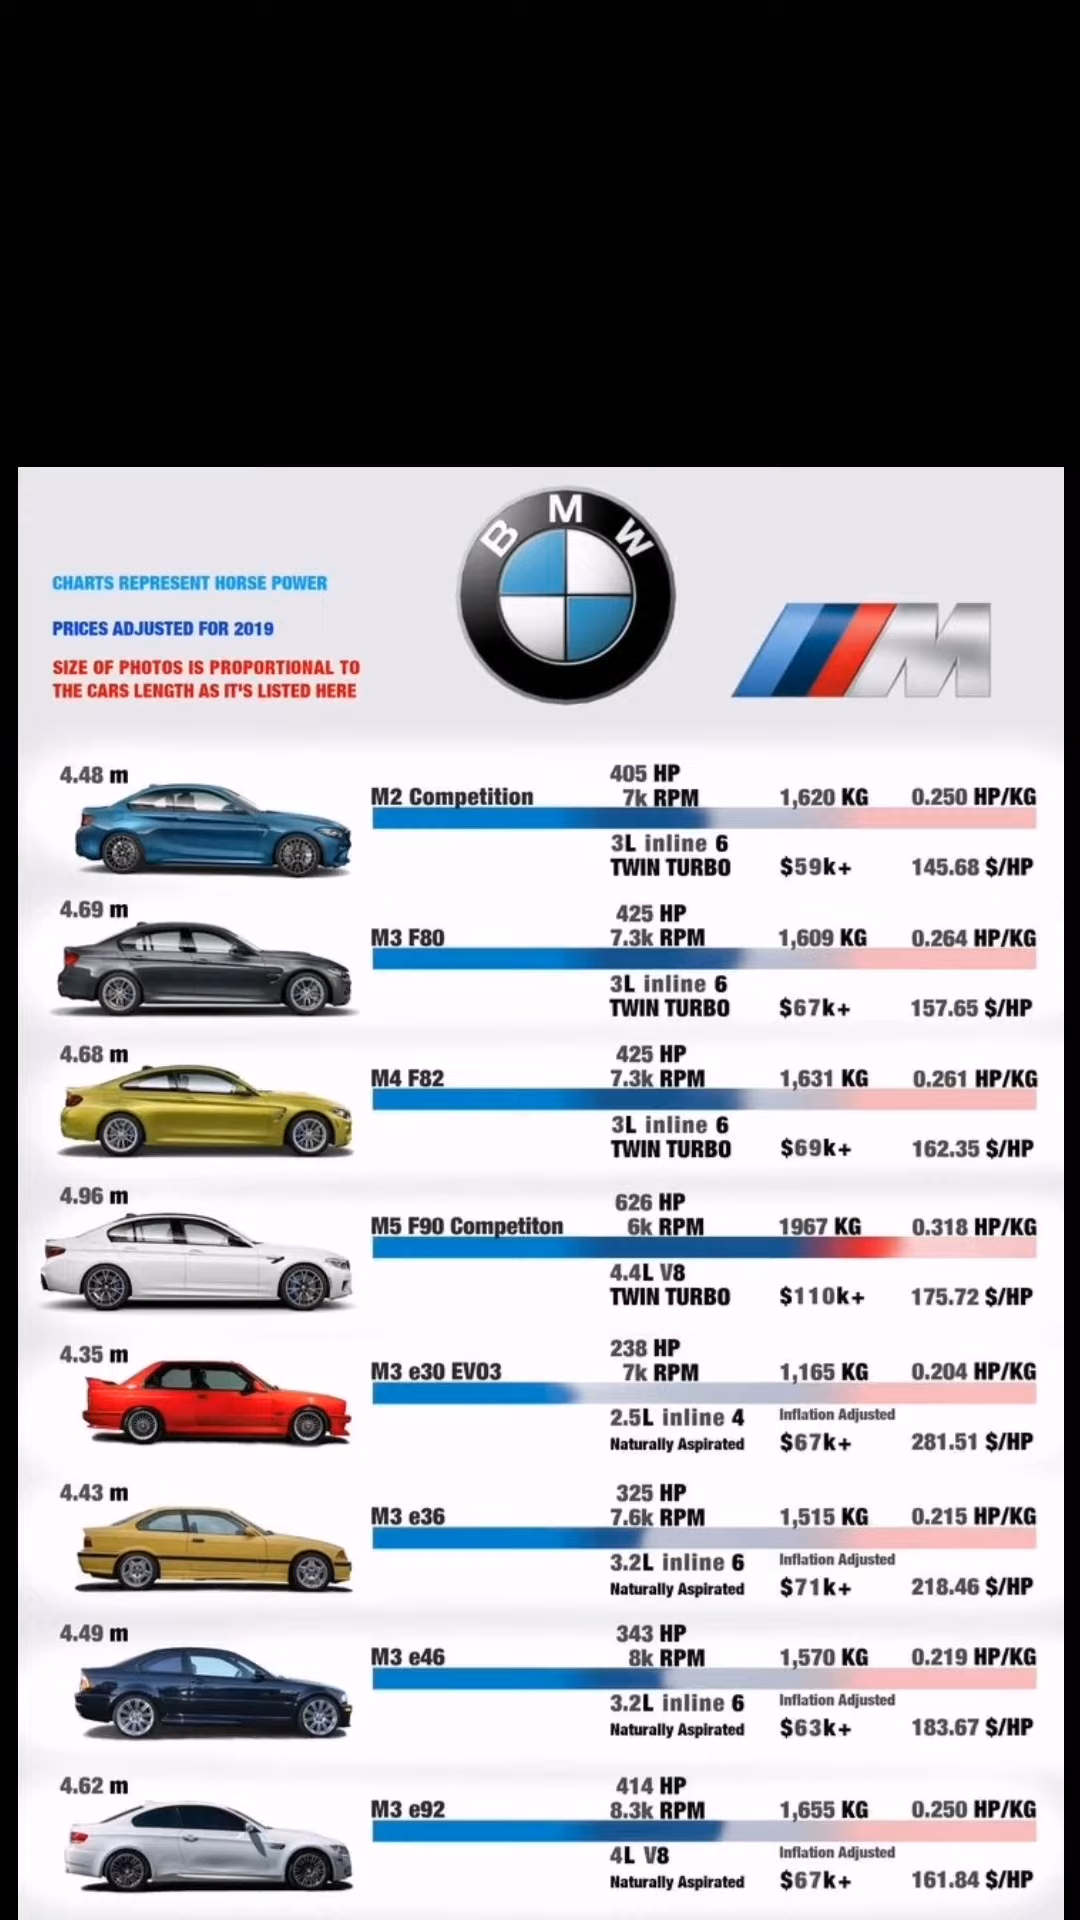 BMW
M
CHARTS REPRESENT HORSE POWER
PRICES ADJUSTED FOR 2019
SIZE OF PHOTOS IS PROPORTIONAL TO
THE CARS LENGTH AS IT'S LISTED HERE
4.48 m
M2 Competition
405 HP
7k RPM
1,620 KG
0.250 HP/KG
3L inline 6
TWIN TURBO
$59k+
145.68 $/HP
4.69 m
M3 F80
425 HP
7.3k RPM
1,609 KG
0.264 HP/KG
3L inline 6
TWIN TURBO
$67k+
157.65 $/HP
4.68 m
M4 F82
425 HP
7.3k RPM
1,631 KG
0.261 HP/KG
3L inline 6
TWIN TURBO
$69k+
162.35 $/HP
4.96 m
M5 F90 Competiton
626 HP
6k RPM
1967 KG
0.318 HP/KG
4.4L V8
TWIN TURBO
$110k+
175.72 $/HP
4.35 m
M3 e30 EVO3
238 HP
7k RPM
1,165 KG
0.204 HP/KG
2.5L inline 4
Naturally Aspirated
Inflation Adjusted
$67k+
281.51 $/HP
4.43 m
M3 e36
325 HP
7.6k RPM
1,515 KG
0.215 HP/KG
3.2L inline 6
Naturally Aspirated
Inflation Adjusted
$71k+
218.46 $/HP
4.49 m
M3 e46
343 HP
8k RPM
1,570 KG
0.219 HP/KG
3.2L inline 6
Naturally Aspirated
Inflation Adjusted
$63k+
183.67 $/HP
4.62 m
M3 e92
414 HP
8.3k RPM
1,655 KG
0.250 HP/KG
4L V8
Naturally Aspirated
Inflation Adjusted
$67k+
161.84 $/HP